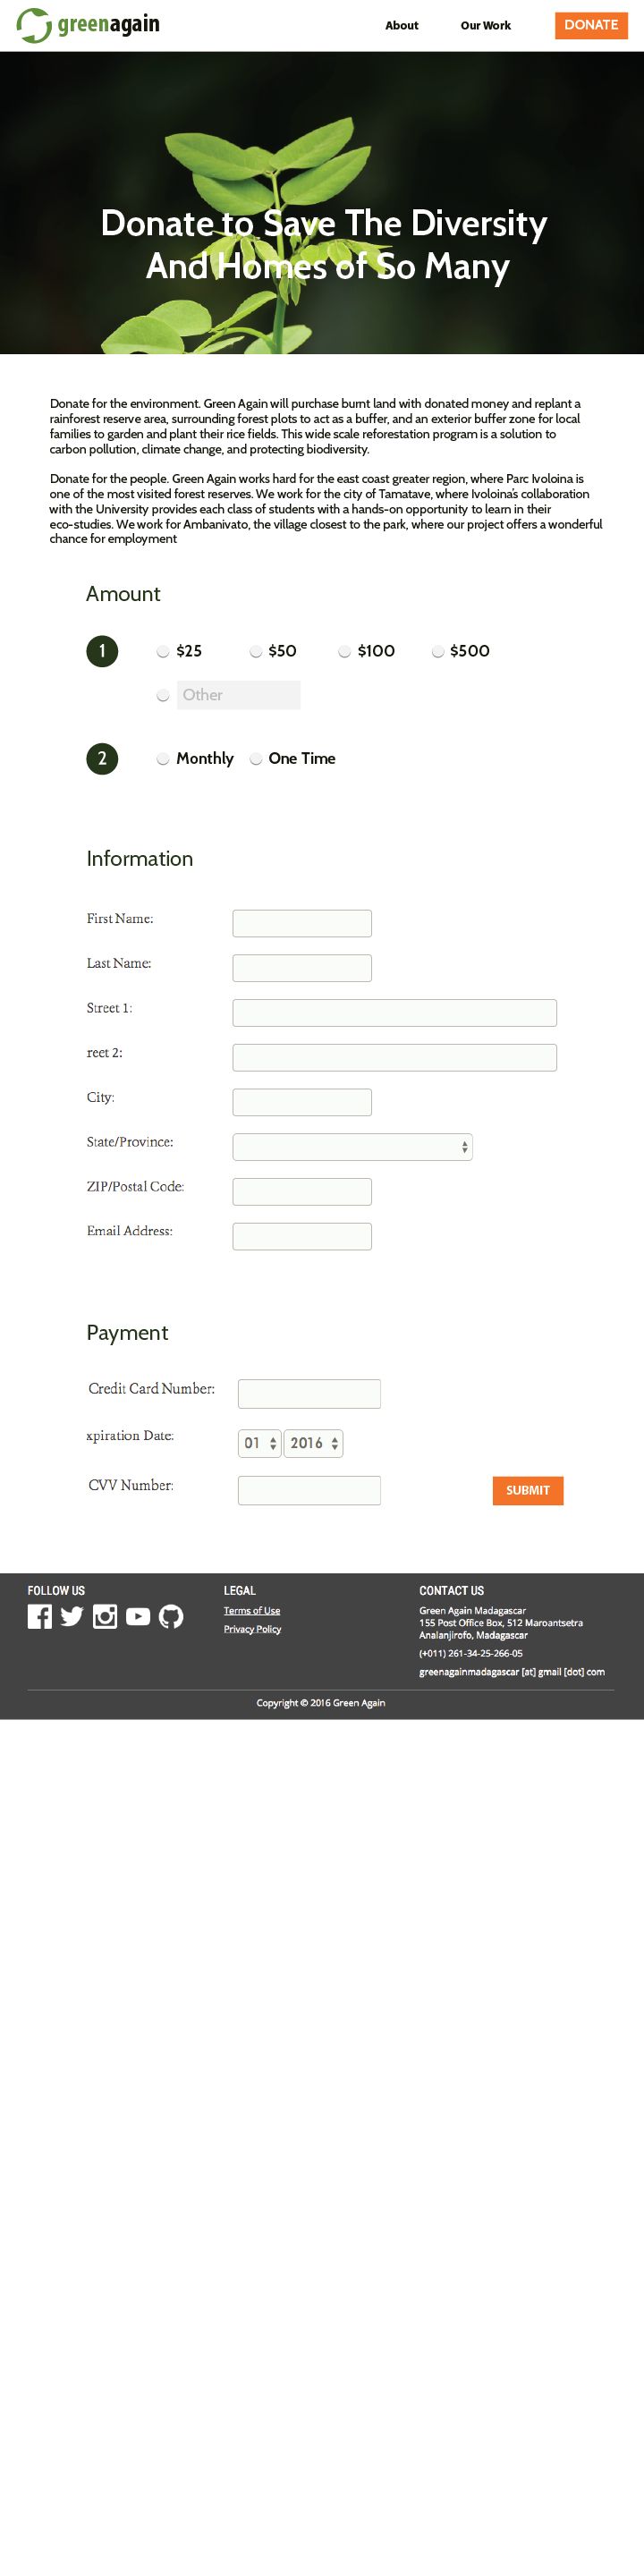 greenagain
About Our Work DONATE
Donate to Save The Diversity
And Homes of So Many
Donate for the environment. Green Again will purchase burnt land with donated money and replant a
rainforest reserve area, surrounding forest plots to act as a buffer, and an exterior buffer zone for local
families to garden and plant their rice fields. This wide scale reforestation program is a solution to
carbon pollution, climate change, and protecting biodiversity.
Donate for the people. Green Again works hard for the east coast greater region, where Parc Ivoloina is
one of the most visited forest reserves. We work for the city of Tamatave, where Ivoloina's collaboration
with the University provides each class of students with a hands-on opportunity to learn in their
eco-studies. We work for Ambanivato, the village closest to the park, where our project offers a wonderful
chance for employment
Amount
1 $25 $50 $100 $500
Other
2 Monthly One Time
Information
First Name:
Last Name:
Street 1:
reet 2:
City:
State/Province:
ZIP/Postal Code:
Email Address:
Payment
Credit Card Number:
xpiration Date: 01 2016
CVV Number: SUBMIT
FOLLOW US
LEGAL
Terms of Use
Privacy Policy
CONTACT US
Green Again Madagascar
155 Post Office Box, 512 Maroantsetra
Analanjirofo, Madagascar
(+011) 261-34-25-266-05
greenagainmadagascar [at] gmail [dot] com
Copyright © 2016 Green Again